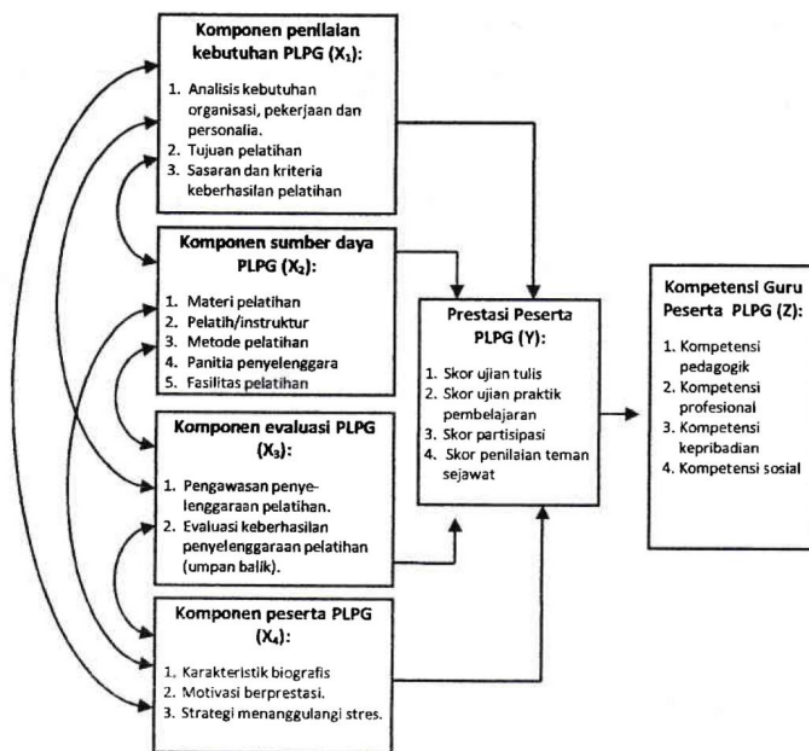 Komponen penilaian
kebutuhan PLPG (X₁):
1. Analisis kebutuhan
organisasi, pekerjaan dan
personalia.
2. Tujuan pelatihan
3. Sasaran dan kriteria
keberhasilan pelatihan
Komponen sumber daya
PLPG (X₂):
1. Materi pelatihan
2. Pelatih/instruktur
3. Metode pelatihan
4. Panitia penyelenggara
5. Fasilitas pelatihan
Komponen evaluasi PLPG
(X₃):
1. Pengawasan penye-
lenggaraan pelatihan.
2. Evaluasi keberhasilan
penyelenggaraan pelatihan
(umpan balik).
Komponen peserta PLPG
(X₄):
1. Karakteristik biografis
2. Motivasi berprestasi.
3. Strategi menanggulangi stres.
Prestasi Peserta
PLPG (Y):
1. Skor ujian tulis
2. Skor ujian praktik
pembelajaran
3. Skor partisipasi
4. Skor penilaian teman
sejawat
Kompetensi Guru
Peserta PLPG (Z):
1. Kompetensi
pedagogik
2. Kompetensi
profesional
3. Kompetensi
kepribadian
4. Kompetensi sosial